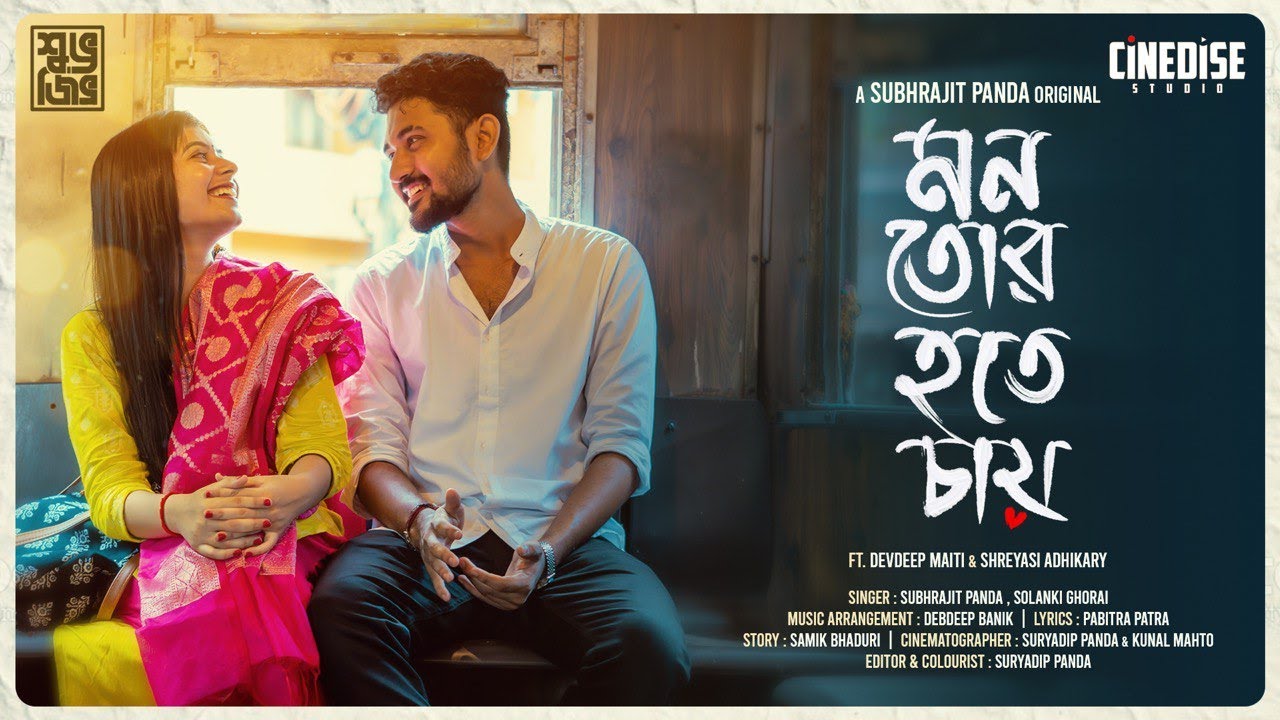 শুভ
জিৎ
CINEDISE
STUDIO
A SUBHRAJIT PANDA ORIGINAL
মন
তোর
হতে
চায়
FT. DEVDEEP MAITI & SHREYASI ADHIKARY
SINGER : SUBHRAJIT PANDA , SOLANKI GHORAI
MUSIC ARRANGEMENT : DEBDEEP BANIK | LYRICS : PABITRA PATRA
STORY : SAMIK BHADURI | CINEMATOGRAPHER : SURYADIP PANDA & KUNAL MAHTO
EDITOR & COLOURIST : SURYADIP PANDA